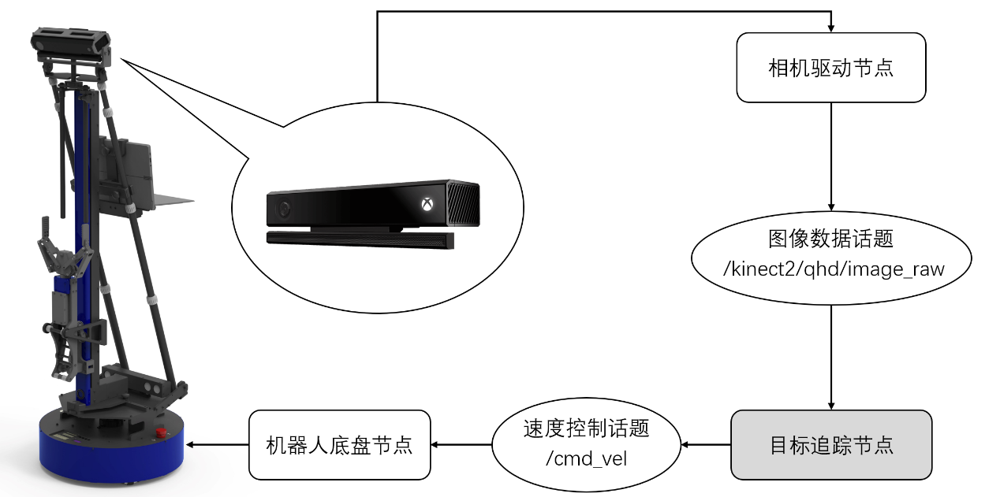 相机驱动节点
图像数据话题
/kinect2/qhd/image_raw
目标追踪节点
速度控制话题
/cmd_vel
机器人底盘节点